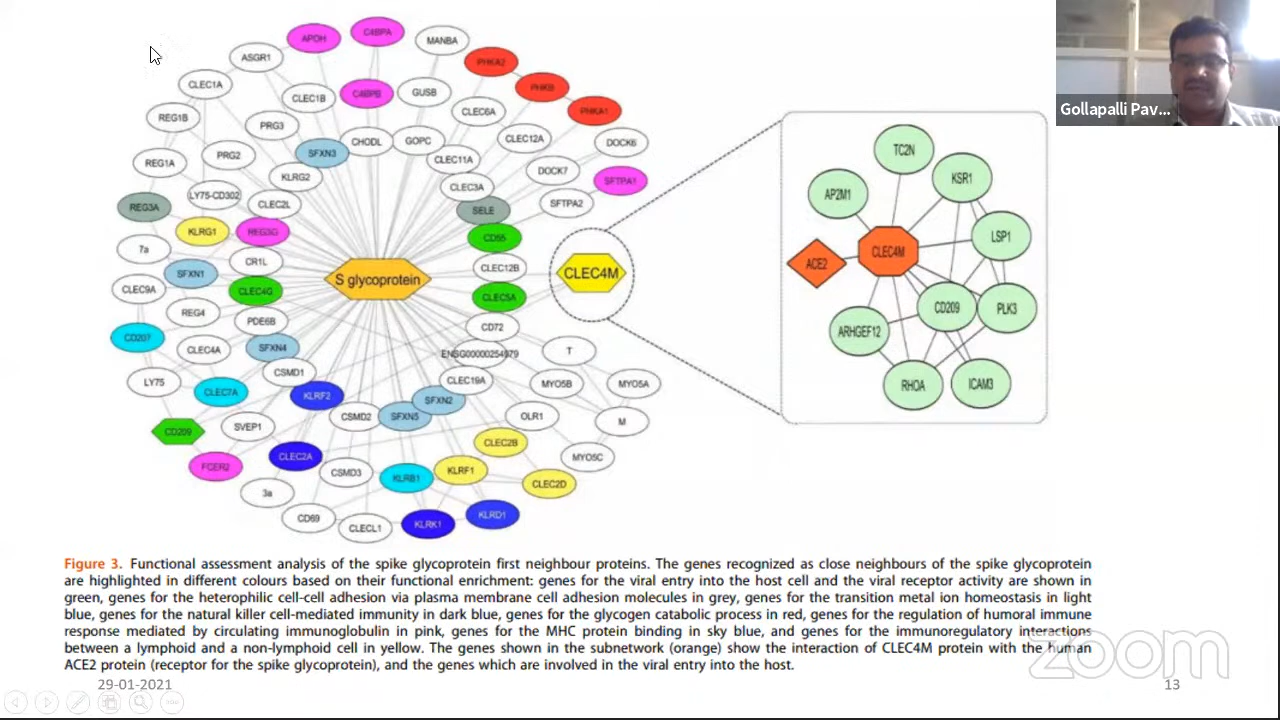 APOH
C4BPA
MANBA
ASGR1
PHKA2
CLEC1A
PHKB
CLEC1B
C4BPB
GUSB
PHKA1
REG1B
CLEC6A
PRG3
CHODL
GOPC
CLEC12A
DOCK6
REG1A
PRG2
SFXN3
CLEC11A
DOCK7
SFTPA1
KLRG2
LY75-CD302
CLEC3A
REG3A
CLEC2L
SELE
SFTPA2
KLRG1
REG3G
CD55
7a
CR1L
CLEC12B
SFXN1
S glycoprotein
CLEC4M
CLEC9A
CLEC4G
CLEC5A
REG4
PDE6B
CD72
CD207
CLEC4A
SFXN4
ENSG00000254979
T
LY75
CSMD1
CLEC19A
MYO5B
MYO5A
CLEC7A
KLRF2
SFXN2
CD209
SVEP1
CSMD2
SFXN5
OLR1
M
FCER2
CLEC2A
CLEC2B
MYO5C
CSMD3
KLRB1
KLRF1
CLEC2D
3a
CD69
CLECL1
KLRK1
KLRD1
TC2N
AP2M1
KSR1
LSP1
CLEC4M
ACE2
CD209
PLK3
ARHGEF12
RHOA
ICAM3
Gollapalli Pav...
Figure 3. Functional assessment analysis of the spike glycoprotein first neighbour proteins. The genes recognized as close neighbours of the spike glycoprotein
are highlighted in different colours based on their functional enrichment: genes for the viral entry into the host cell and the viral receptor activity are shown in
green, genes for the heterophilic cell-cell adhesion via plasma membrane cell adhesion molecules in grey, genes for the transition metal ion homeostasis in light
blue, genes for the natural killer cell-mediated immunity in dark blue, genes for the glycogen catabolic process in red, genes for the regulation of humoral immune
response mediated by circulating immunoglobulin in pink, genes for the MHC protein binding in sky blue, and genes for the immunoregulatory interactions
between a lymphoid and a non-lymphoid cell in yellow. The genes shown in the subnetwork (orange) show the interaction of CLEC4M protein with the human
ACE2 protein (receptor for the spike glycoprotein), and the genes which are involved in the viral entry into the host.
zoom
29-01-2021
13